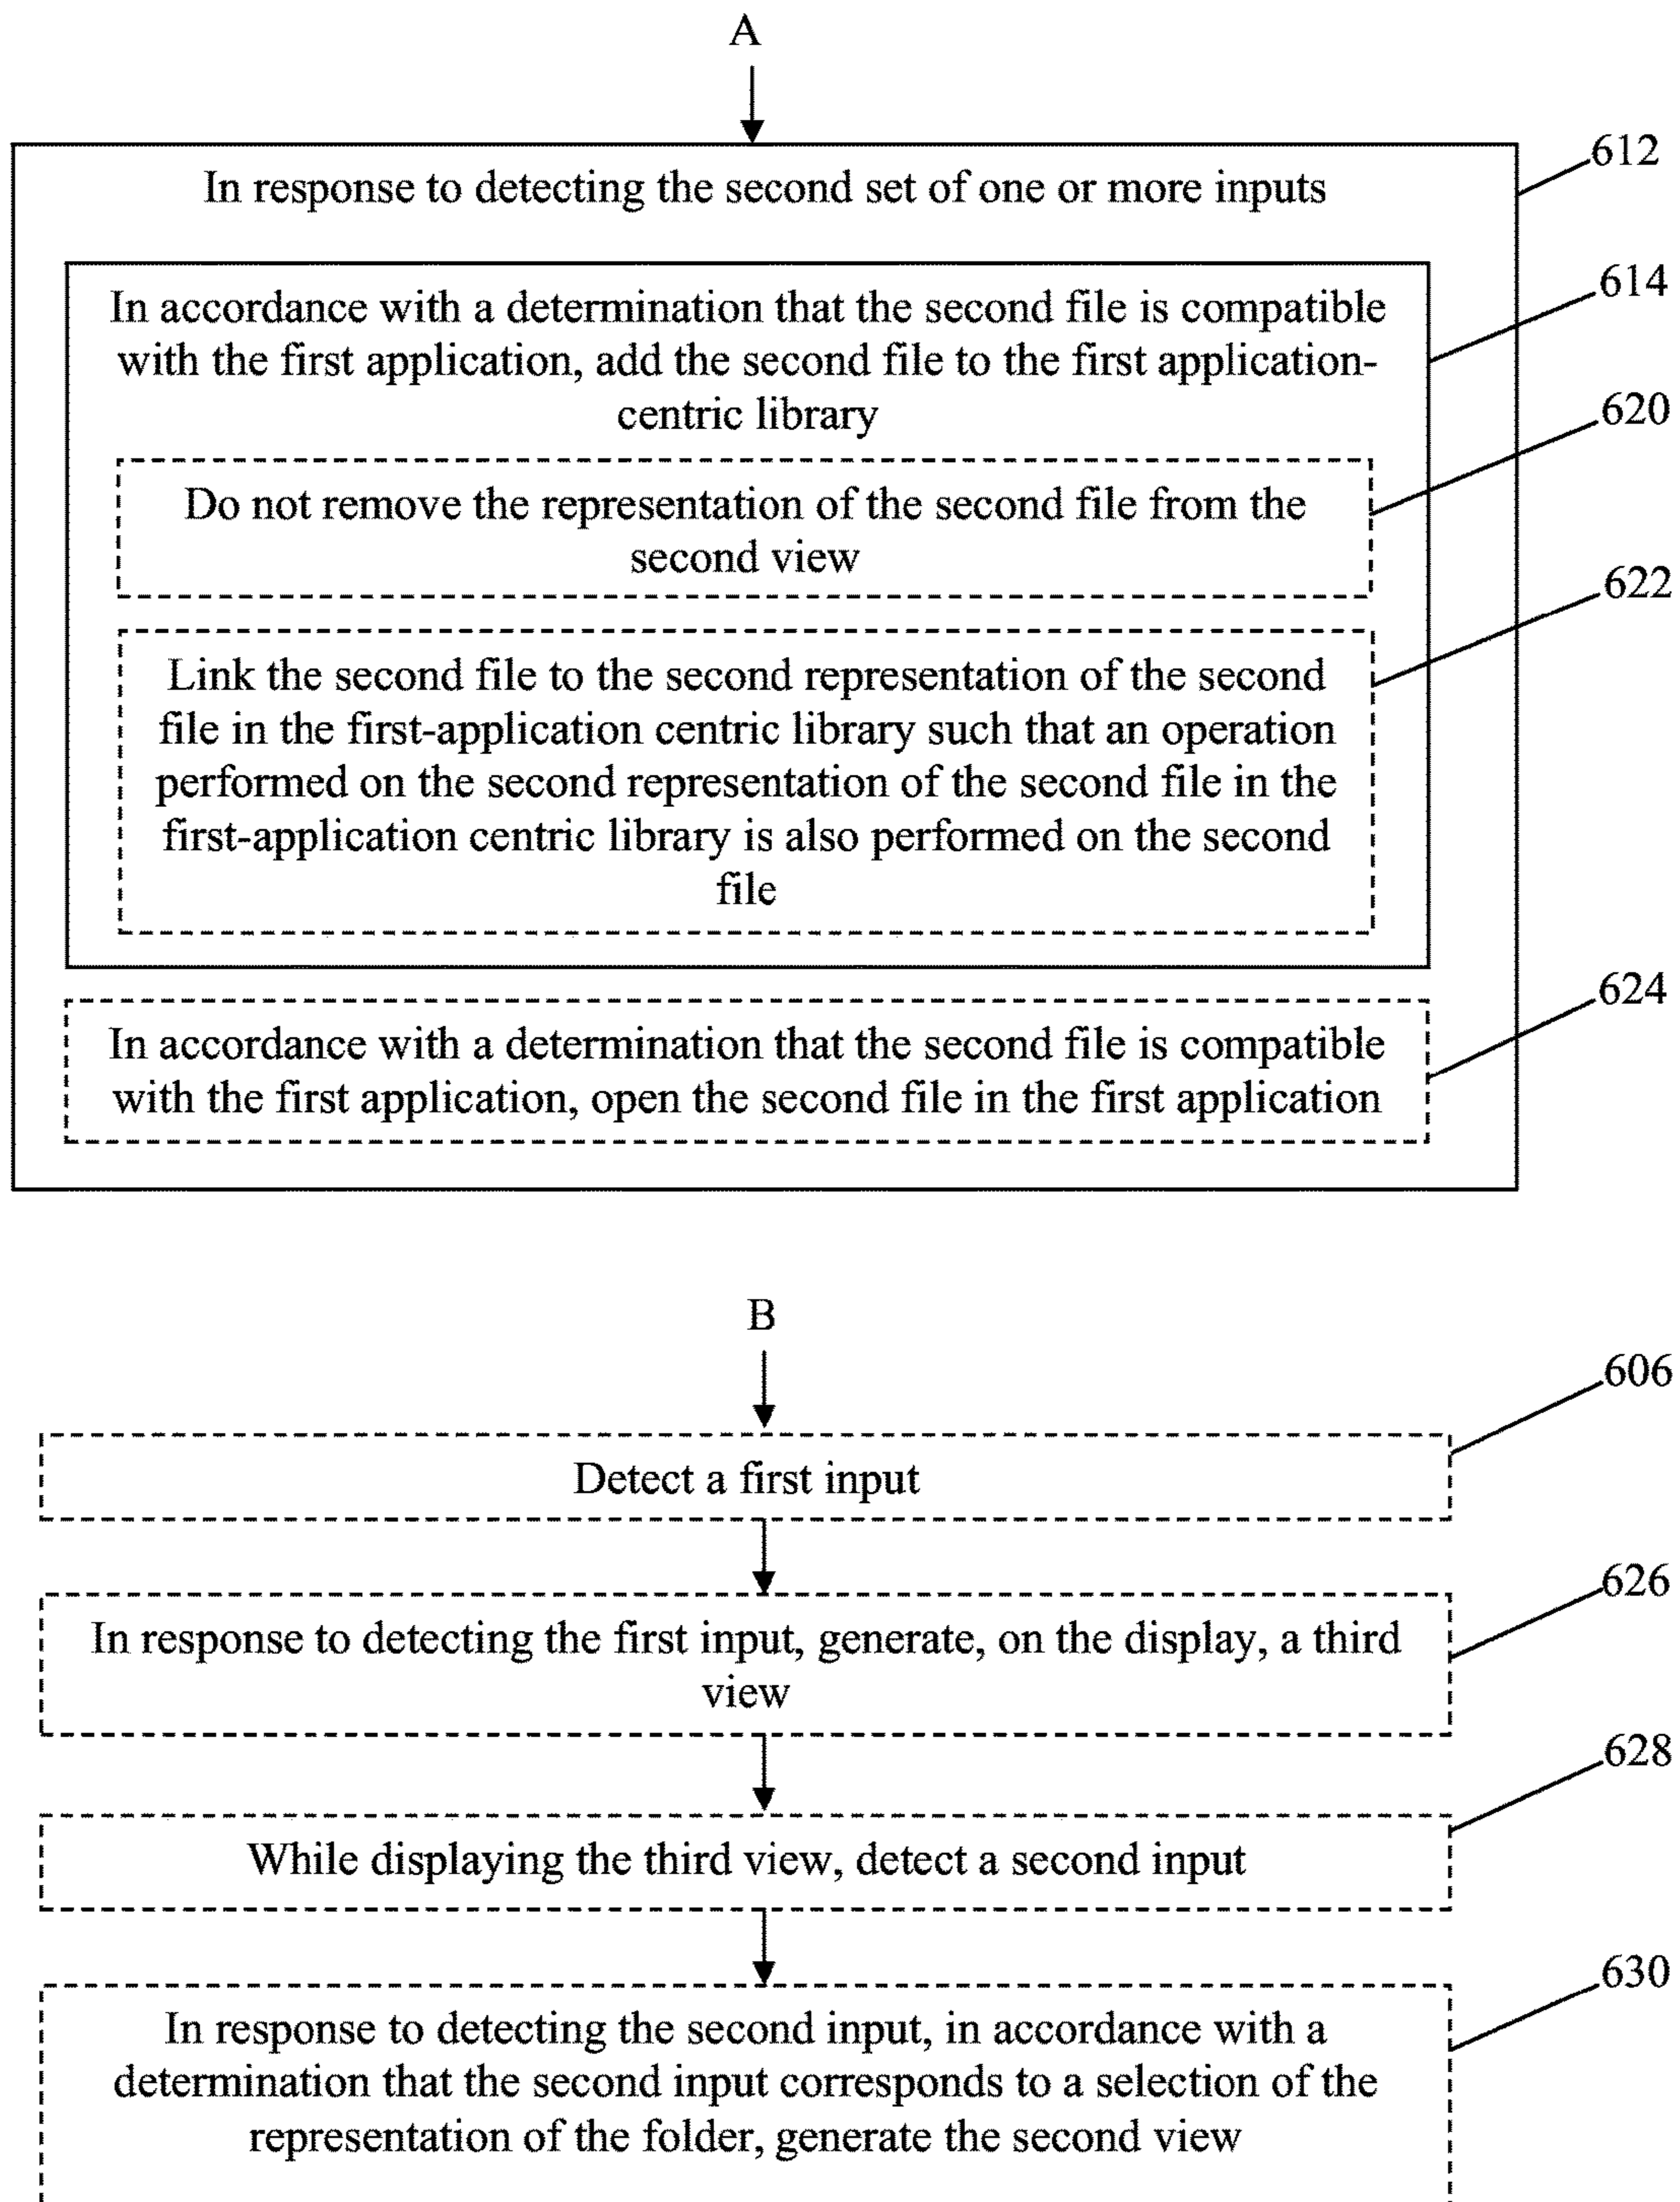 A
612
In response to detecting the second set of one or more inputs
614
In accordance with a determination that the second file is compatible
with the first application, add the second file to the first application-
centric library
620
Do not remove the representation of the second file from the
second view
622
Link the second file to the second representation of the second
file in the first-application centric library such that an operation
performed on the second representation of the second file in the
first-application centric library is also performed on the second
file
624
In accordance with a determination that the second file is compatible
with the first application, open the second file in the first application
B
606
Detect a first input
626
In response to detecting the first input, generate, on the display, a third
view
628
While displaying the third view, detect a second input
630
In response to detecting the second input, in accordance with a
determination that the second input corresponds to a selection of the
representation of the folder, generate the second view